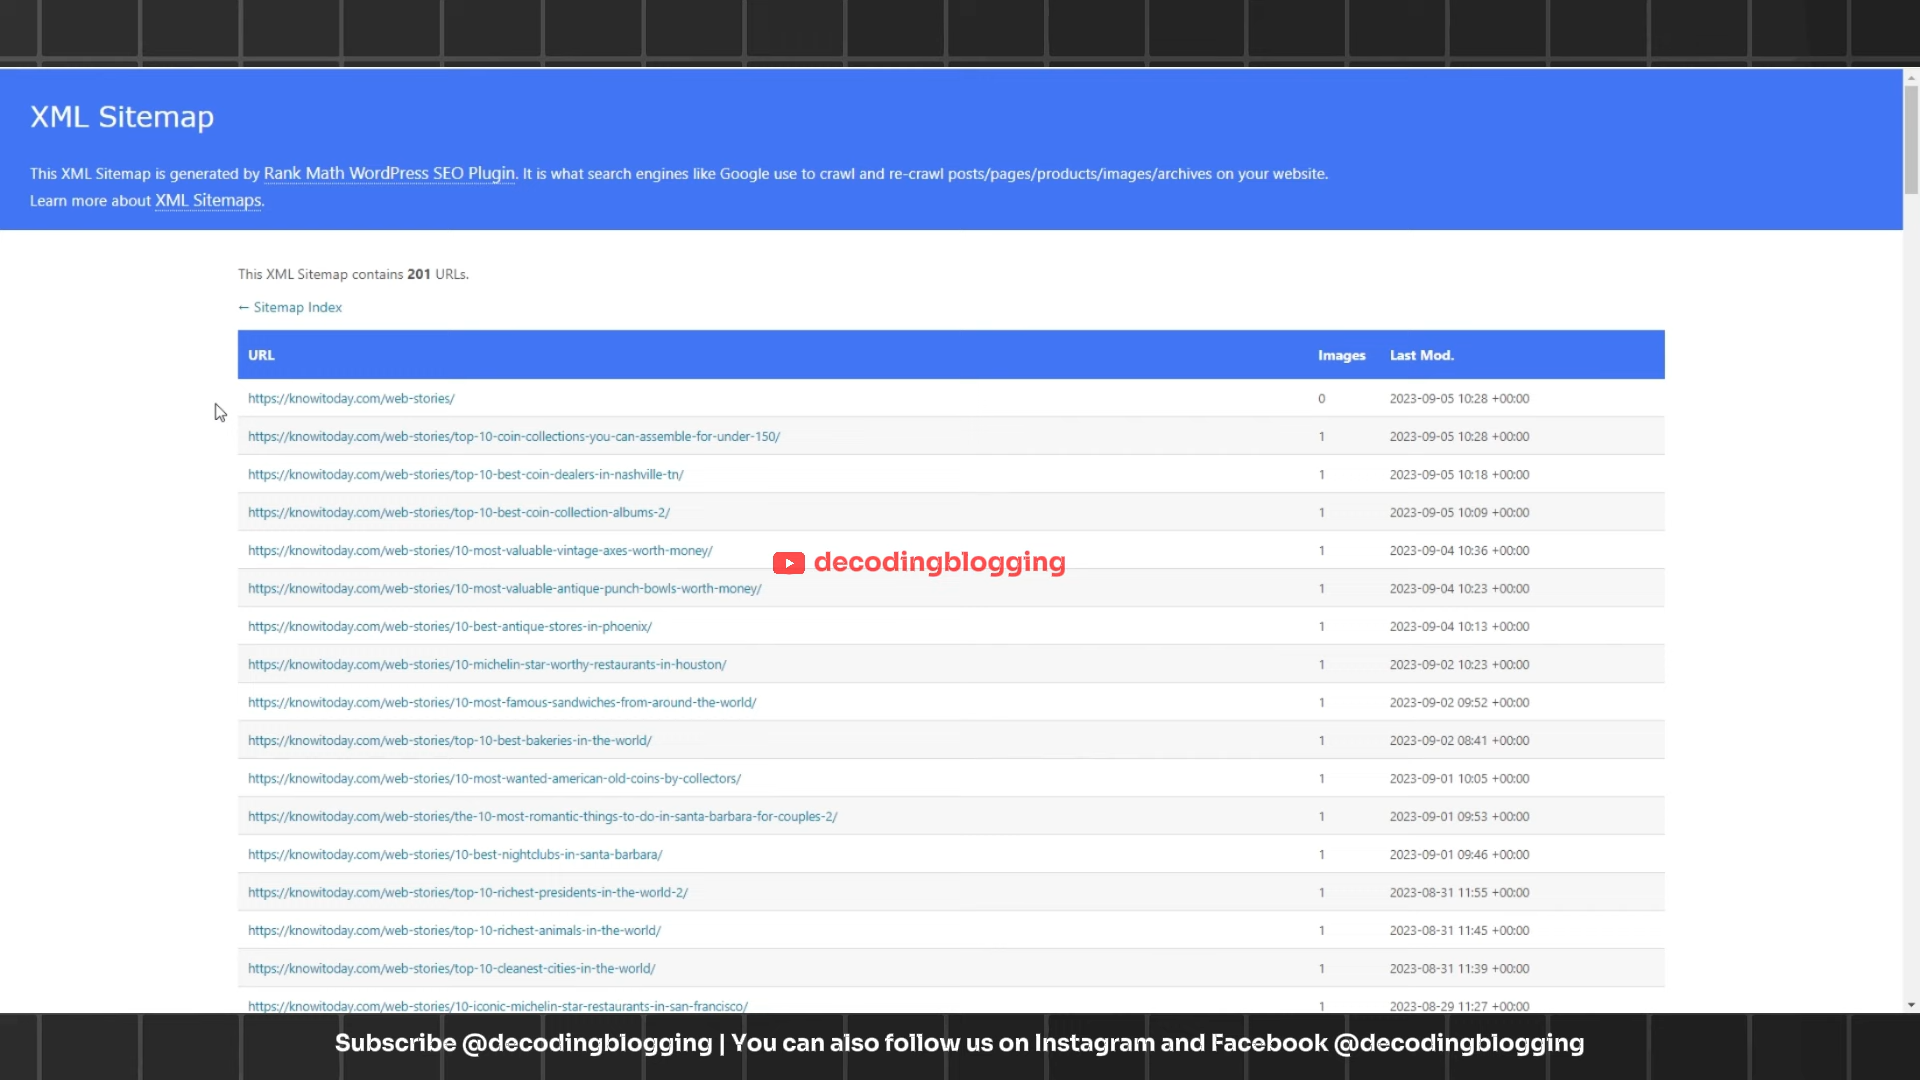 XML Sitemap
This XML Sitemap is generated by Rank Math WordPress SEO Plugin. It is what search engines like Google use to crawl and re-crawl posts/pages/products/images/archives on your website.
Learn more about XML Sitemaps.
This XML Sitemap contains 201 URLs.
← Sitemap Index
URL Images Last Mod.
https://knowitoday.com/web-stories/ 0 2023-09-05 10:28 +00:00
https://knowitoday.com/web-stories/top-10-coin-collections-you-can-assemble-for-under-150/ 1 2023-09-05 10:28 +00:00
https://knowitoday.com/web-stories/top-10-best-coin-dealers-in-nashville-tn/ 1 2023-09-05 10:18 +00:00
https://knowitoday.com/web-stories/top-10-best-coin-collection-albums-2/ 1 2023-09-05 10:09 +00:00
https://knowitoday.com/web-stories/10-most-valuable-vintage-axes-worth-money/ 1 2023-09-04 10:36 +00:00
decodingblogging
https://knowitoday.com/web-stories/10-most-valuable-antique-punch-bowls-worth-money/ 1 2023-09-04 10:23 +00:00
https://knowitoday.com/web-stories/10-best-antique-stores-in-phoenix/ 1 2023-09-04 10:13 +00:00
https://knowitoday.com/web-stories/10-michelin-star-worthy-restaurants-in-houston/ 1 2023-09-02 10:23 +00:00
https://knowitoday.com/web-stories/10-most-famous-sandwiches-from-around-the-world/ 1 2023-09-02 09:52 +00:00
https://knowitoday.com/web-stories/top-10-best-bakeries-in-the-world/ 1 2023-09-02 08:41 +00:00
https://knowitoday.com/web-stories/10-most-wanted-american-old-coins-by-collectors/ 1 2023-09-01 10:05 +00:00
https://knowitoday.com/web-stories/the-10-most-romantic-things-to-do-in-santa-barbara-for-couples-2/ 1 2023-09-01 09:53 +00:00
https://knowitoday.com/web-stories/10-best-nightclubs-in-santa-barbara/ 1 2023-09-01 09:46 +00:00
https://knowitoday.com/web-stories/top-10-richest-presidents-in-the-world-2/ 1 2023-08-31 11:55 +00:00
https://knowitoday.com/web-stories/top-10-richest-animals-in-the-world/ 1 2023-08-31 11:45 +00:00
https://knowitoday.com/web-stories/top-10-cleanest-cities-in-the-world/ 1 2023-08-31 11:39 +00:00
https://knowitoday.com/web-stories/10-iconic-michelin-star-restaurants-in-san-francisco/ 1 2023-08-29 11:27 +00:00
Subscribe @decodingblogging | You can also follow us on Instagram and Facebook @decodingblogging